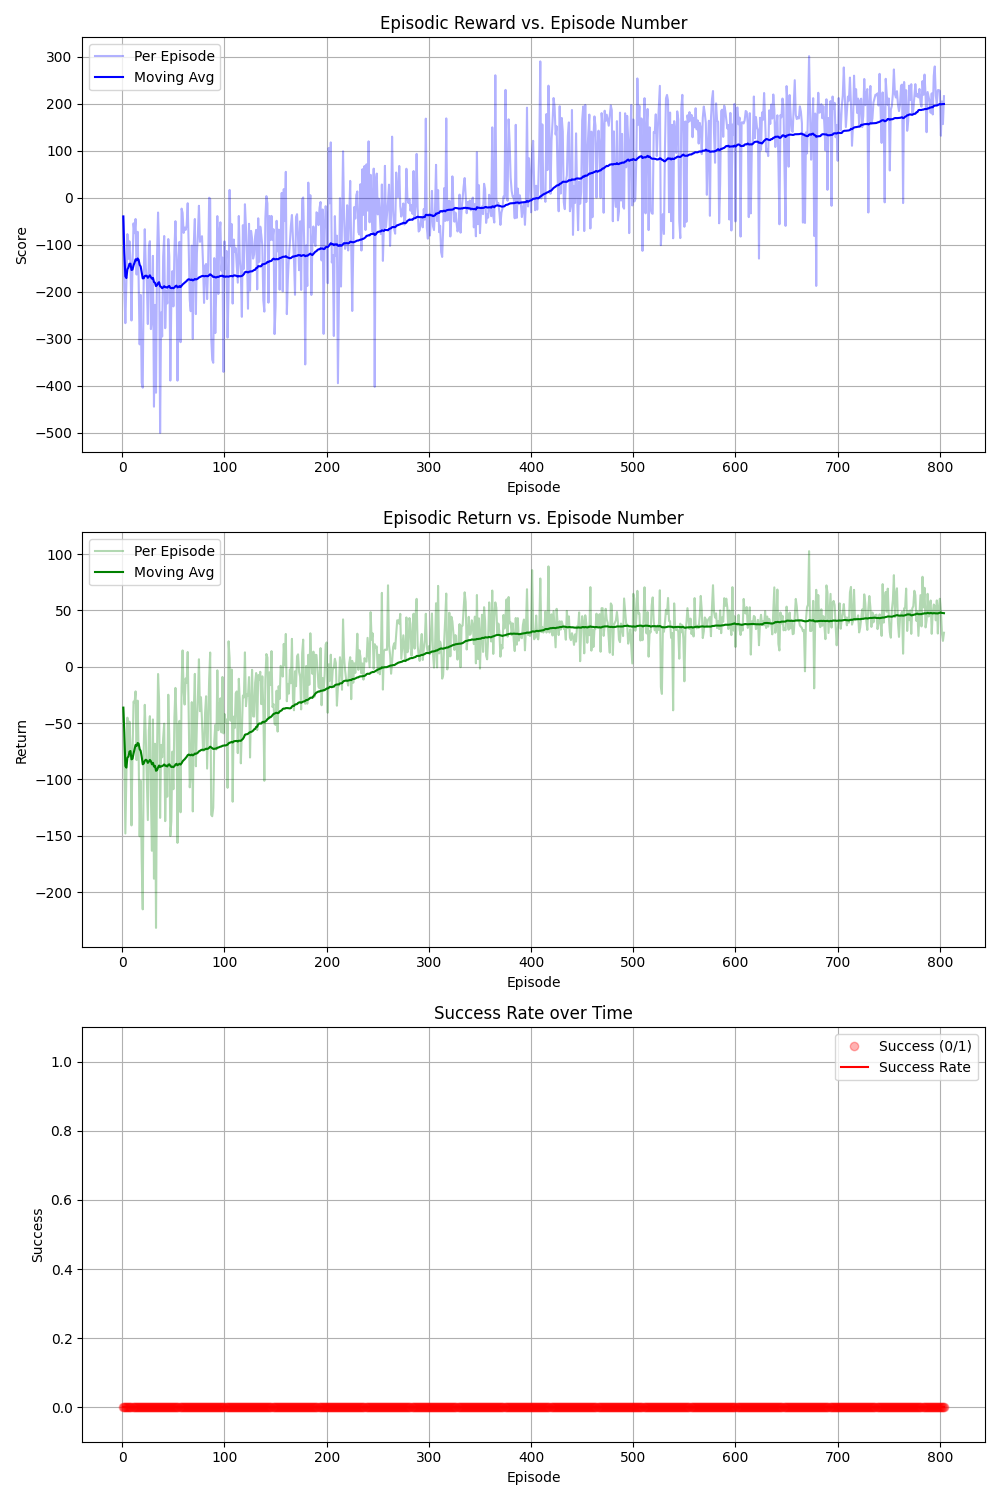 Episodic Reward vs. Episode Number
Per Episode
Moving Avg
300
200
100
0
−100
−200
−300
−400
−500
Score
0 100 200 300 400 500 600 700 800
Episode
Episodic Return vs. Episode Number
Per Episode
Moving Avg
100
50
0
−50
−100
−150
−200
Return
0 100 200 300 400 500 600 700 800
Episode
Success Rate over Time
Success (0/1)
Success Rate
1.0
0.8
0.6
0.4
0.2
0.0
Success
0 100 200 300 400 500 600 700 800
Episode